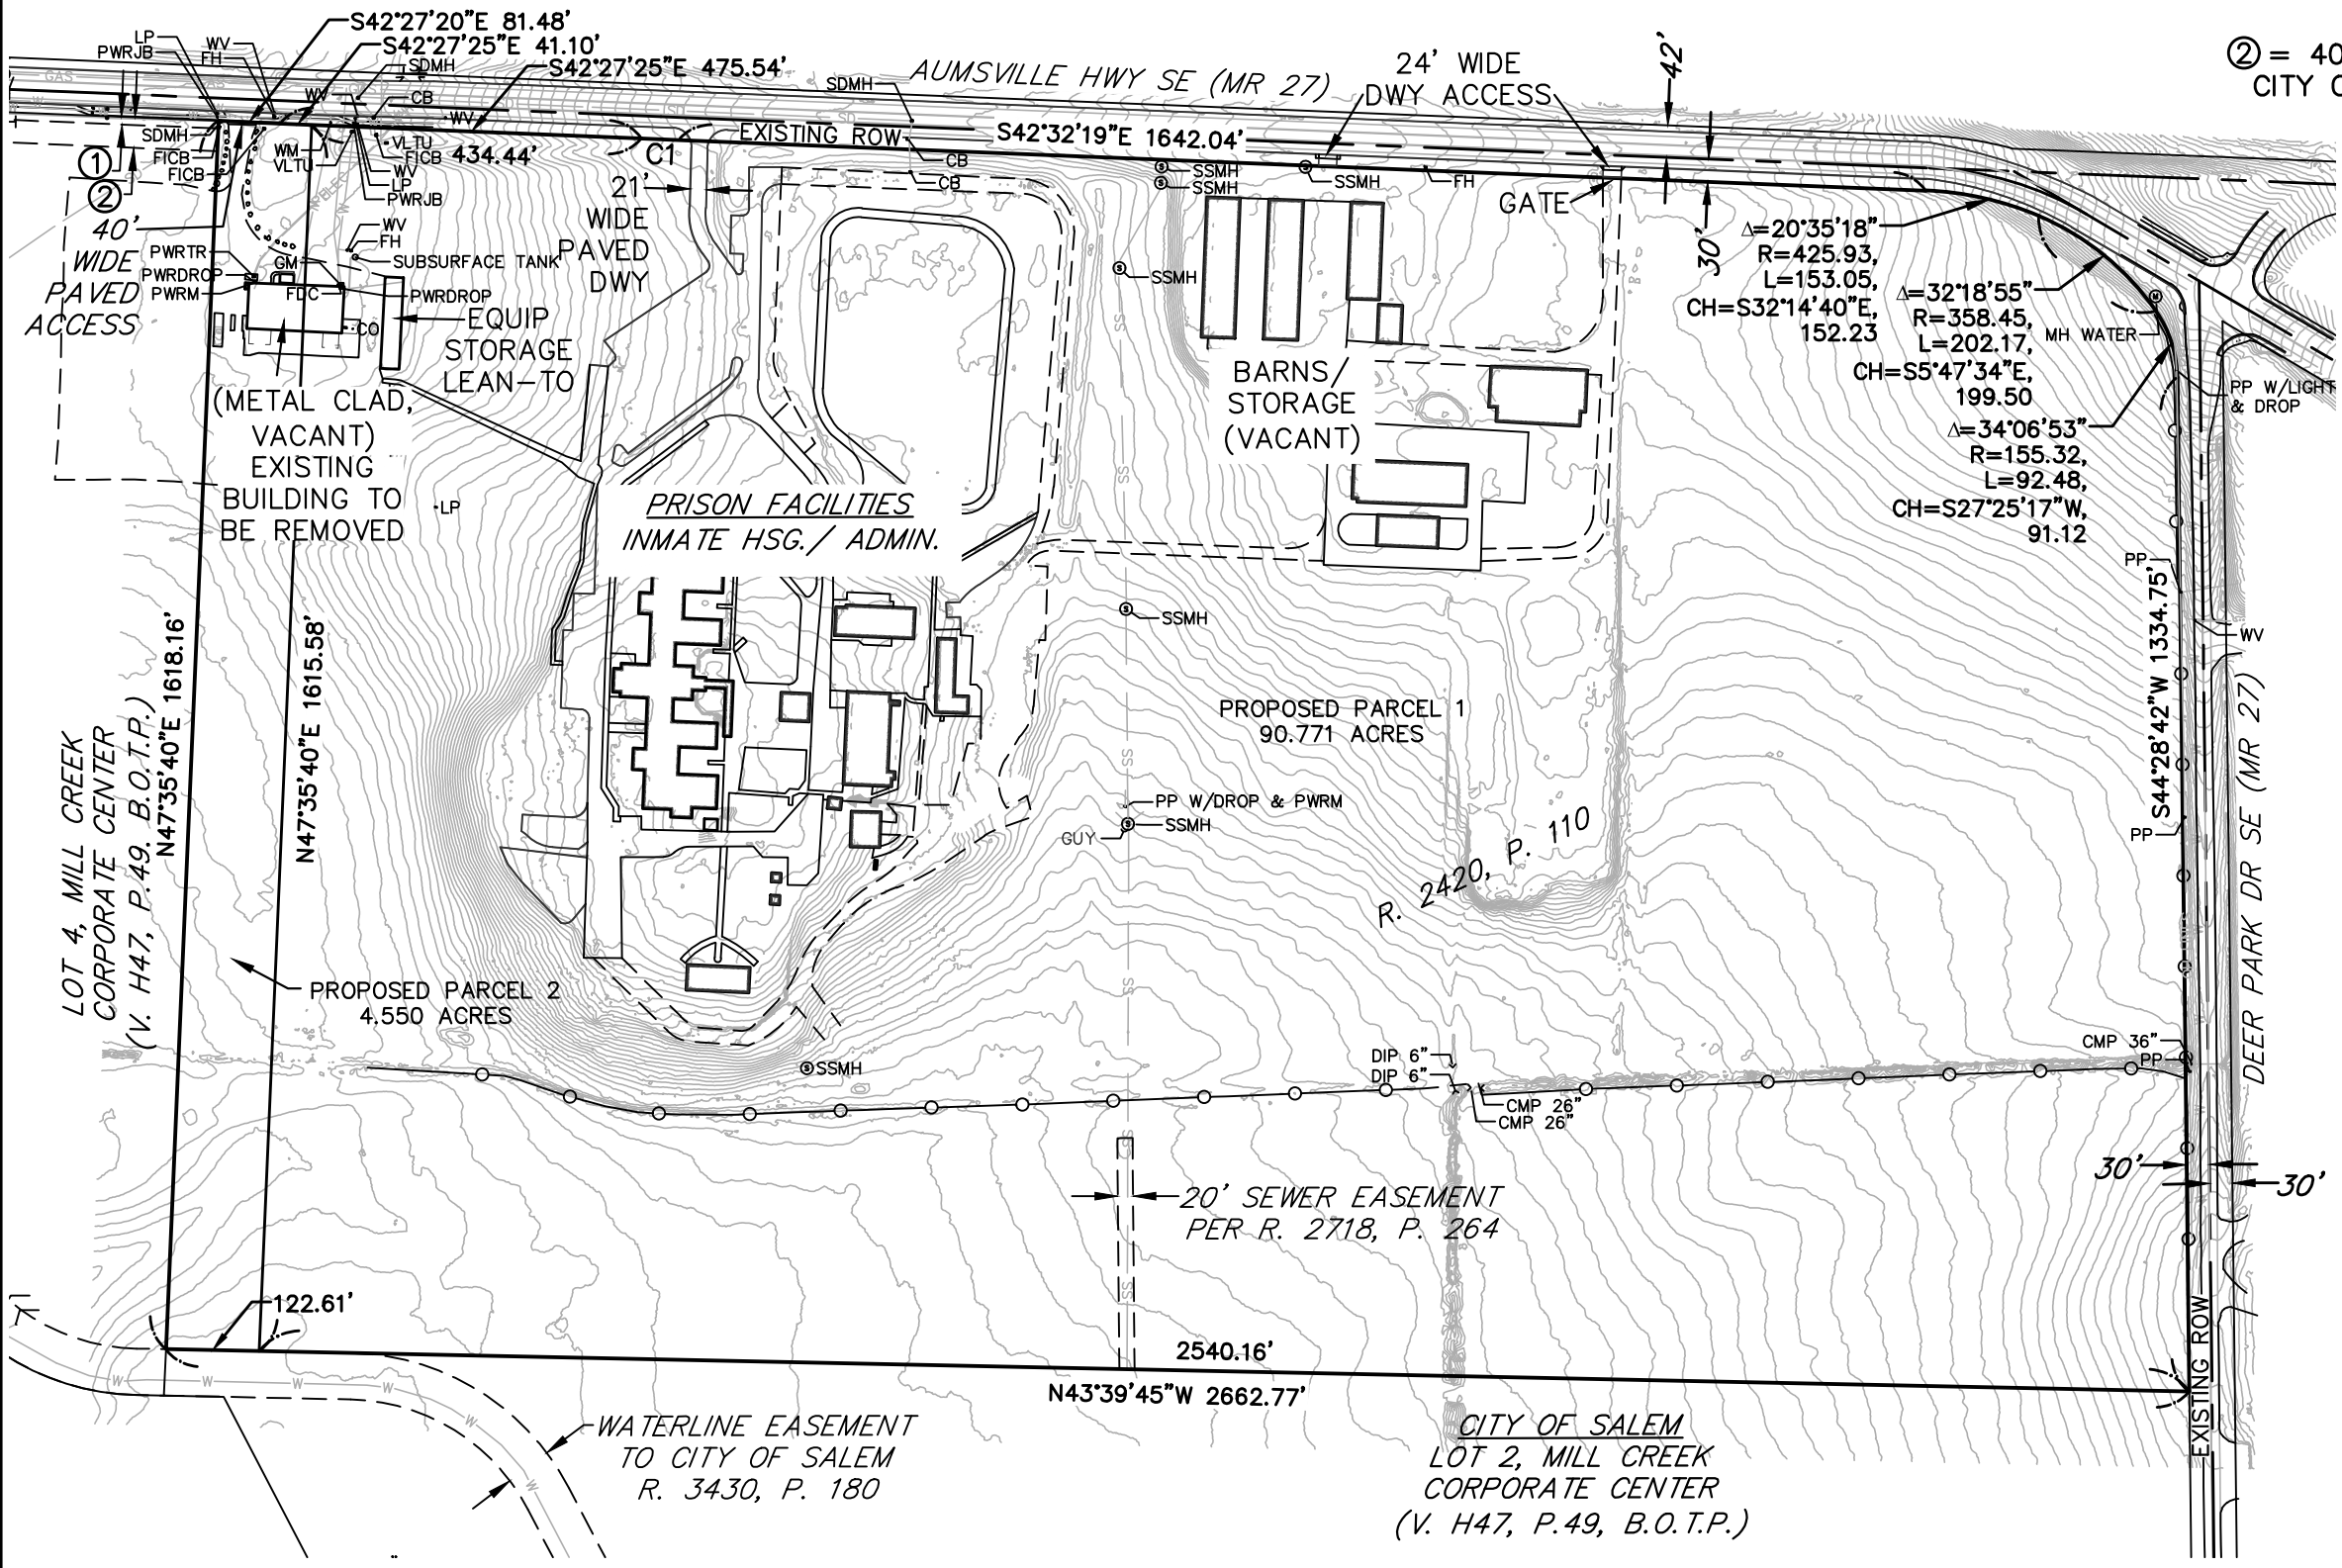 S42°27'20"E 81.48'
S42°27'25"E 41.10'
S42°27'25"E 475.54'
LP
PWRJB
WV
FH
SDMH
WV
CB
WV
GAS
SDMH
FICB
FICB
WM
VLTU
VLTU
FICB
WV
LP
PWRJB
434.44'
C1
AUMSVILLE HWY SE (MR 27)
SDMH
SD
SD
EXISTING ROW
S42°32'19"E 1642.04'
CB
CB
24' WIDE
DWY ACCESS
SSMH
SSMH
SSMH
FH
GATE
42'
30'
② = 40
CITY
①
②
40'
WIDE
PAVED
ACCESS
ELEC
PWRTR
PWRDROP
PWRM
GM
FDC
WV
FH
SUBSURFACE TANK
PWRDROP
CO
EQUIP
STORAGE
LEAN-TO
21'
WIDE
PAVED
DWY
(METAL CLAD,
VACANT)
EXISTING
BUILDING TO
BE REMOVED
LP
PRISON FACILITIES
INMATE HSG./ ADMIN.
SSMH
SS
BARNS/
STORAGE
(VACANT)
Δ=20°35'18"
R=425.93,
L=153.05,
CH=S32°14'40"E,
152.23
Δ=32°18'55"
R=358.45,
L=202.17,
CH=S5°47'34"E,
199.50
MH WATER
Δ=34°06'53"
R=155.32,
L=92.48,
CH=S27°25'17"W,
91.12
PP W/LIGHT
& DROP
PP
WV
S44°28'42"W 1334.75'
PP
DEER PARK DR SE (MR 27)
SSMH
PROPOSED PARCEL 1
90.771 ACRES
SS
PP W/DROP & PWRM
SSMH
GUY
R. 2420, P. 110
LOT 4, MILL CREEK
CORPORATE CENTER
(V. H47, P.49, B.O.T.P.)
N47°35'40"E 1618.16'
N47°35'40"E 1615.58'
PROPOSED PARCEL 2
4.550 ACRES
SS
SSMH
DIP 6"
DIP 6"
CMP 26"
CMP 26"
CMP 36"
PP
SS
20' SEWER EASEMENT
PER R. 2718, P. 264
SS
30'
30'
122.61'
2540.16'
N43°39'45"W 2662.77'
W
W
W
W
W
W
WATERLINE EASEMENT
TO CITY OF SALEM
R. 3430, P. 180
CITY OF SALEM
LOT 2, MILL CREEK
CORPORATE CENTER
(V. H47, P.49, B.O.T.P.)
EXISTING ROW